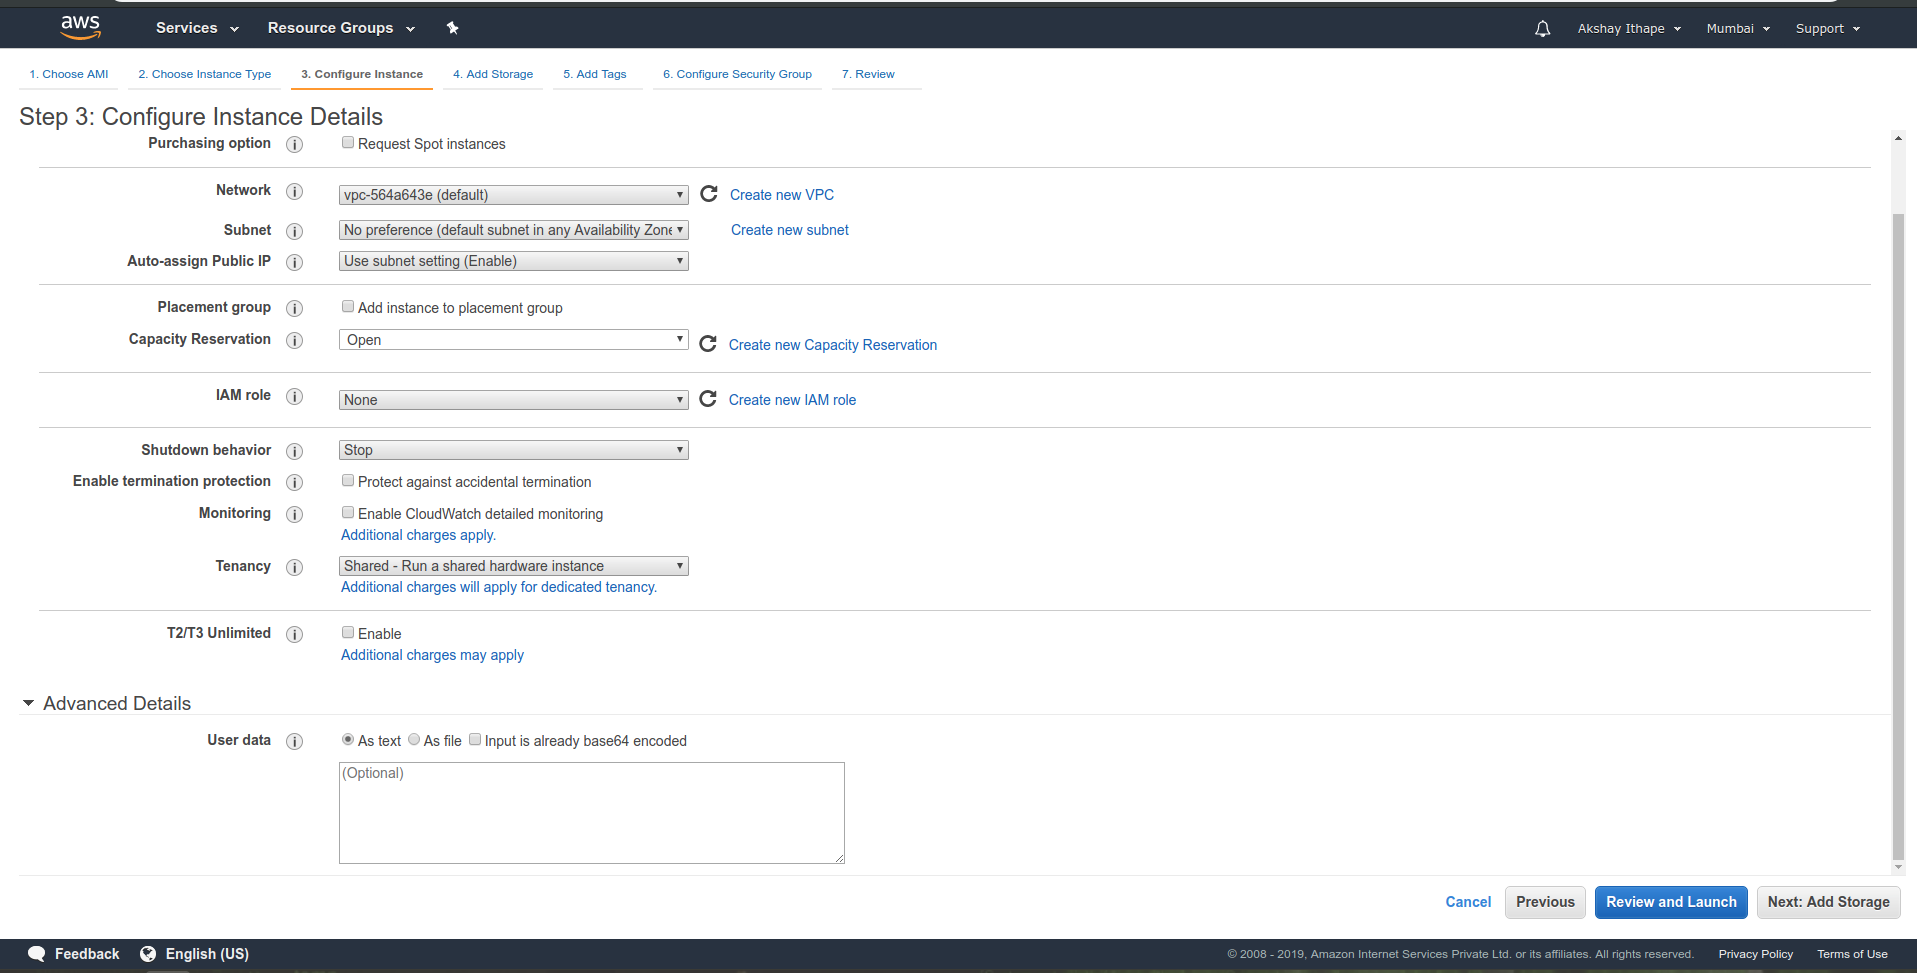 aws Services Resource Groups Akshay Ithape Mumbai Support
1. Choose AMI 2. Choose Instance Type 3. Configure Instance 4. Add Storage 5. Add Tags 6. Configure Security Group 7. Review
Step 3: Configure Instance Details
Purchasing option i Request Spot instances
Network i vpc-564a643e (default) Create new VPC
Subnet i No preference (default subnet in any Availability Zone Create new subnet
Auto-assign Public IP i Use subnet setting (Enable)
Placement group i Add instance to placement group
Capacity Reservation i Open Create new Capacity Reservation
IAM role i None Create new IAM role
Shutdown behavior i Stop
Enable termination protection i Protect against accidental termination
Monitoring i Enable CloudWatch detailed monitoring
Additional charges apply.
Tenancy i Shared - Run a shared hardware instance
Additional charges will apply for dedicated tenancy.
T2/T3 Unlimited i Enable
Additional charges may apply
Advanced Details
User data i As text As file Input is already base64 encoded
(Optional)
Cancel Previous Review and Launch Next: Add Storage
Feedback English (US) © 2008 - 2019, Amazon Internet Services Private Ltd. or its affiliates. All rights reserved. Privacy Policy Terms of Use